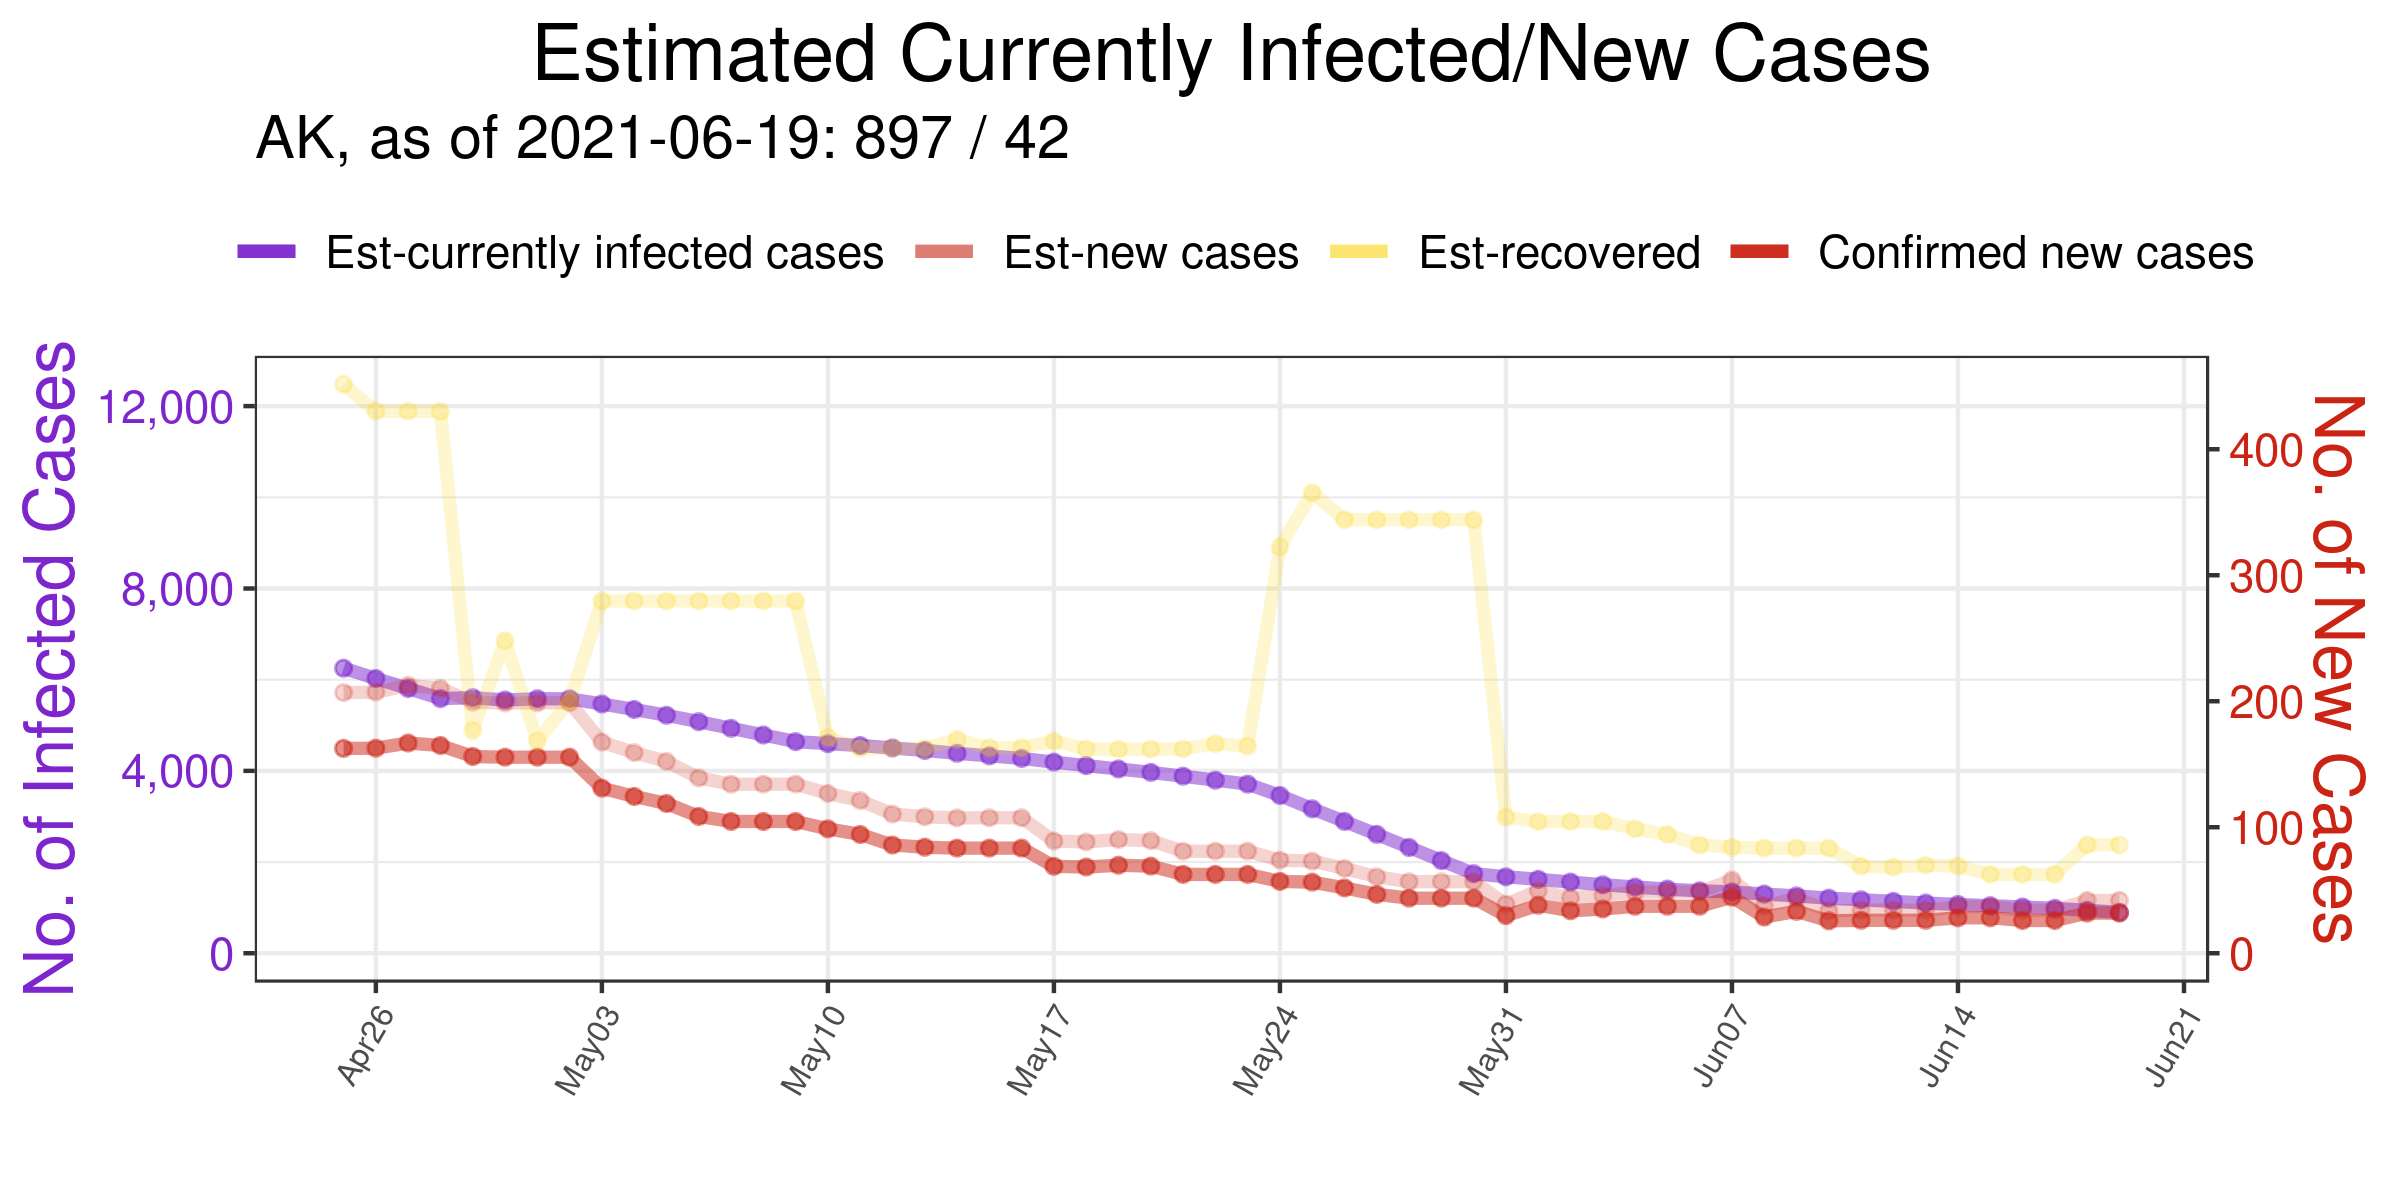 Estimated Currently Infected/New Cases
AK, as of 2021-06-19: 897 / 42
Est-currently infected cases Est-new cases Est-recovered Confirmed new cases
No. of Infected Cases
12,000
8,000
4,000
0
400
300
200
100
0
No. of New Cases
Apr26 May03 May10 May17 May24 May31 Jun07 Jun14 Jun21